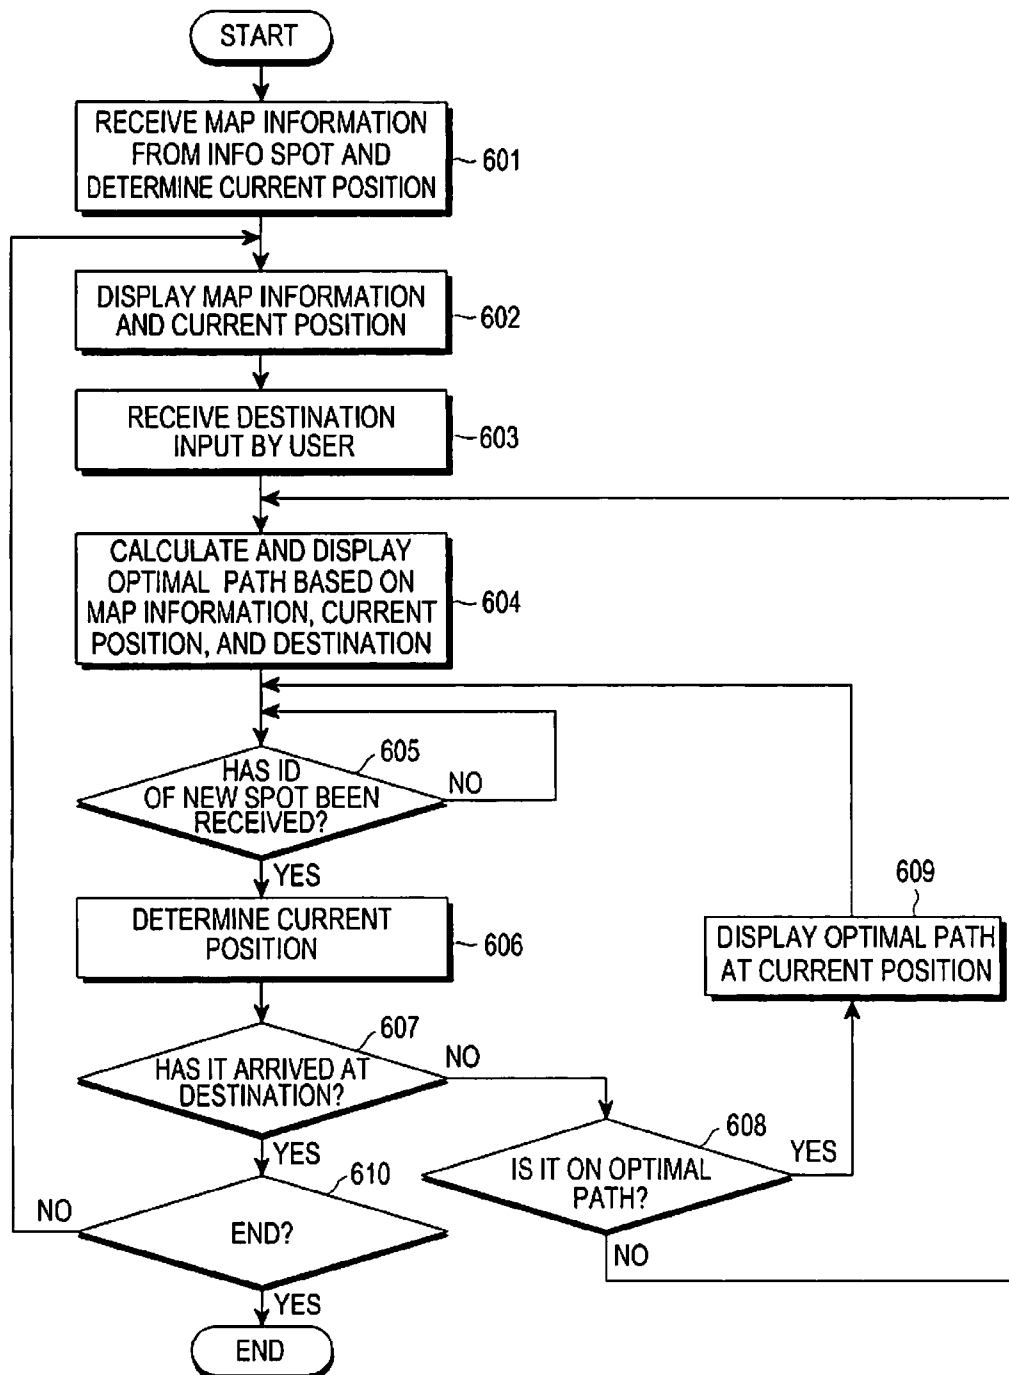 START
RECEIVE MAP INFORMATION
FROM INFO SPOT AND
DETERMINE CURRENT POSITION
601
DISPLAY MAP INFORMATION
AND CURRENT POSITION
602
RECEIVE DESTINATION
INPUT BY USER
603
CALCULATE AND DISPLAY
OPTIMAL PATH BASED ON
MAP INFORMATION, CURRENT
POSITION, AND DESTINATION
604
605
HAS ID
OF NEW SPOT BEEN
RECEIVED?
NO
YES
DETERMINE CURRENT
POSITION
606
609
DISPLAY OPTIMAL PATH
AT CURRENT POSITION
607
HAS IT ARRIVED AT
DESTINATION?
NO
YES
608
IS IT ON OPTIMAL
PATH?
YES
NO
610
END?
NO
YES
END